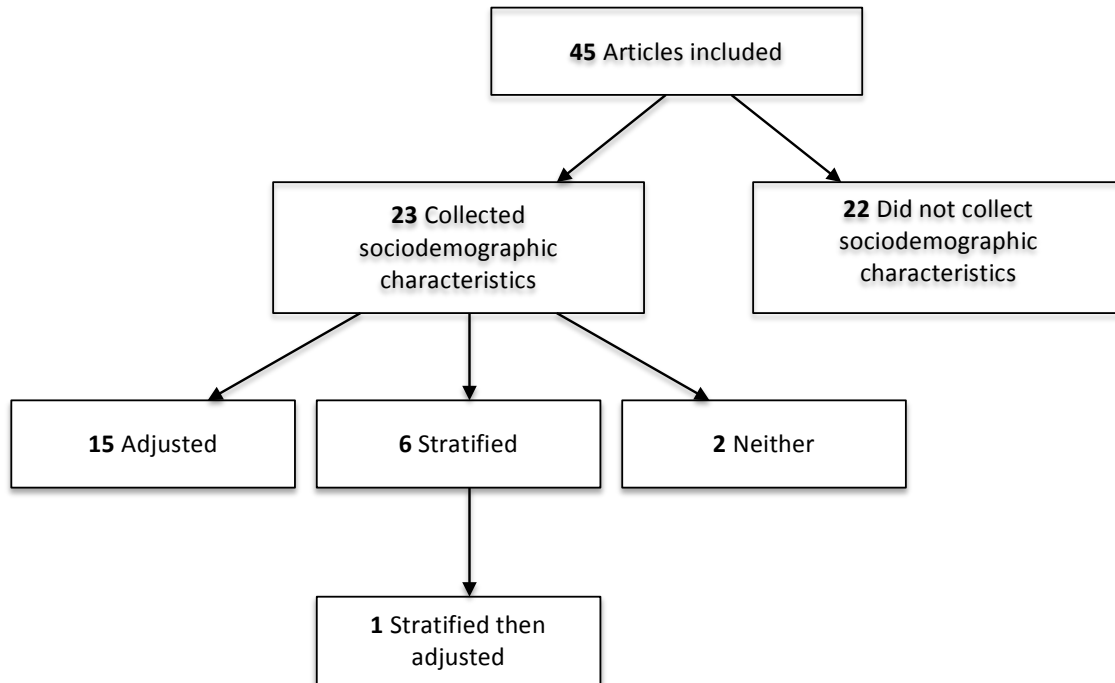 45 Articles included
23 Collected
sociodemographic
characteristics
22 Did not collect
sociodemographic
characteristics
15 Adjusted
6 Stratified
2 Neither
1 Stratified then
adjusted